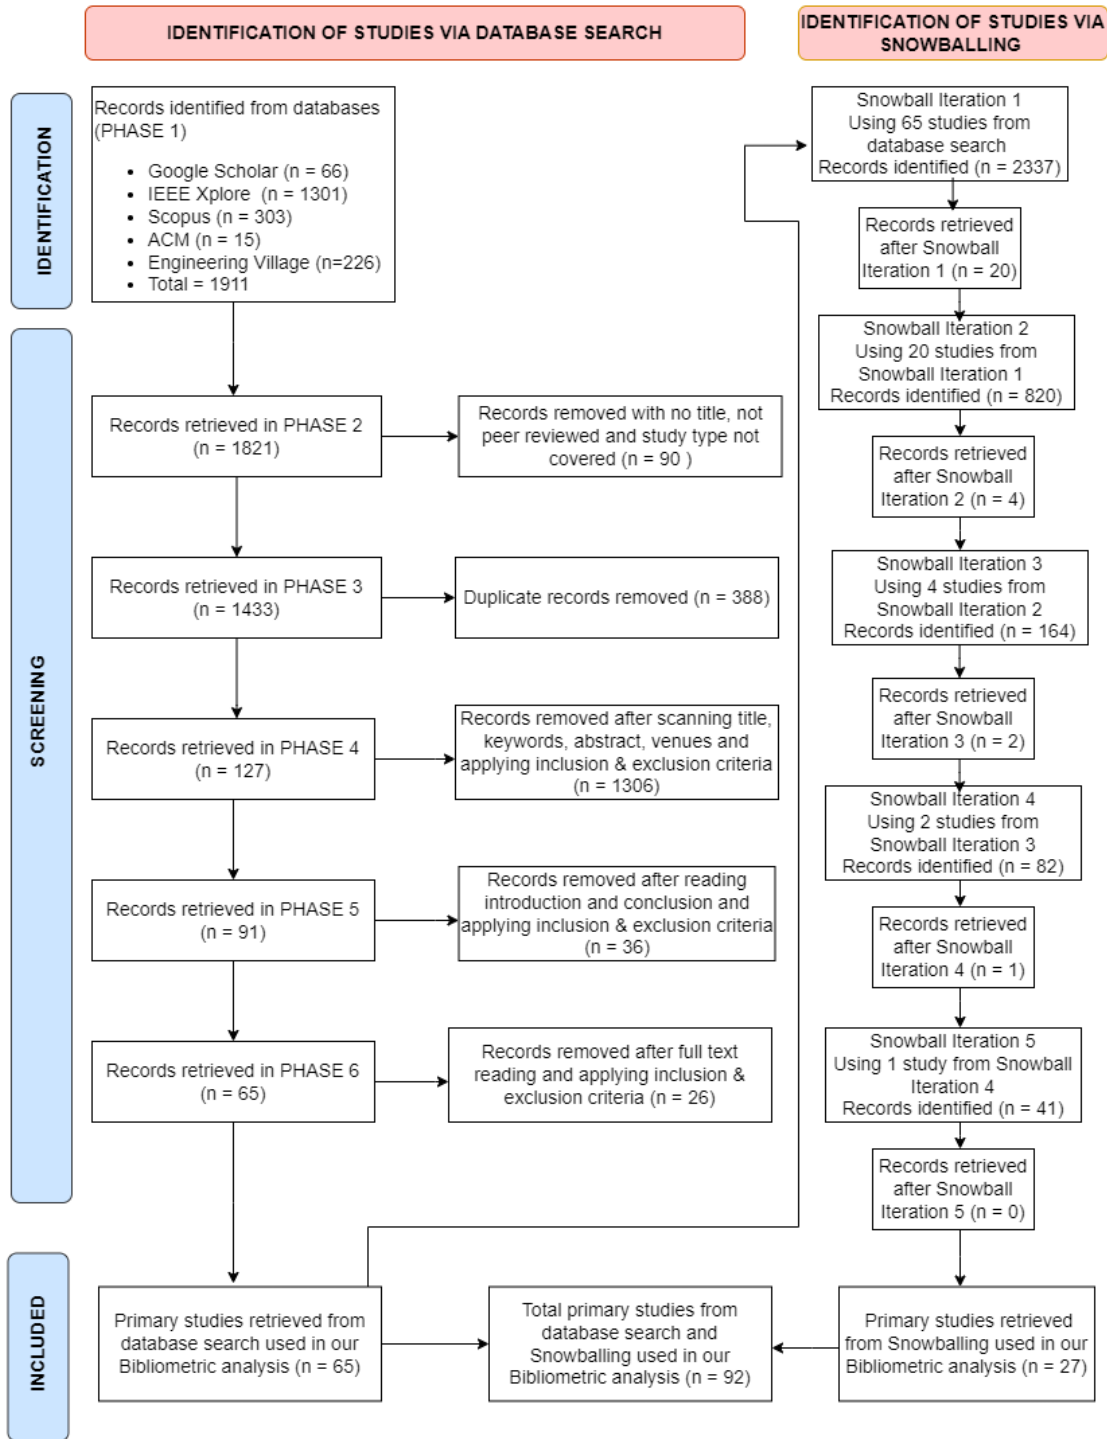 IDENTIFICATION OF STUDIES VIA DATABASE SEARCH
IDENTIFICATION OF STUDIES VIA
SNOWBALLING
IDENTIFICATION
Records identified from databases
(PHASE 1)
• Google Scholar (n = 66)
• IEEE Xplore (n = 1301)
• Scopus (n = 303)
• ACM (n = 15)
• Engineering Village (n=226)
• Total = 1911
SCREENING
Records retrieved in PHASE 2
(n = 1821)
Records removed with no title, not
peer reviewed and study type not
covered (n = 90 )
Records retrieved in PHASE 3
(n = 1433)
Duplicate records removed (n = 388)
Records retrieved in PHASE 4
(n = 127)
Records removed after scanning title,
keywords, abstract, venues and
applying inclusion & exclusion criteria
(n = 1306)
Records retrieved in PHASE 5
(n = 91)
Records removed after reading
introduction and conclusion and
applying inclusion & exclusion criteria
(n = 36)
Records retrieved in PHASE 6
(n = 65)
Records removed after full text
reading and applying inclusion &
exclusion criteria (n = 26)
Snowball Iteration 1
Using 65 studies from
database search
Records identified (n = 2337)
Records retrieved
after Snowball
Iteration 1 (n = 20)
Snowball Iteration 2
Using 20 studies from
Snowball Iteration 1
Records identified (n = 820)
Records retrieved
after Snowball
Iteration 2 (n = 4)
Snowball Iteration 3
Using 4 studies from
Snowball Iteration 2
Records identified (n = 164)
Records retrieved
after Snowball
Iteration 3 (n = 2)
Snowball Iteration 4
Using 2 studies from
Snowball Iteration 3
Records identified (n = 82)
Records retrieved
after Snowball
Iteration 4 (n = 1)
Snowball Iteration 5
Using 1 study from Snowball
Iteration 4
Records identified (n = 41)
Records retrieved
after Snowball
Iteration 5 (n = 0)
INCLUDED
Primary studies retrieved from
database search used in our
Bibliometric analysis (n = 65)
Total primary studies from
database search and
Snowballing used in our
Bibliometric analysis (n = 92)
Primary studies retrieved
from Snowballing used in our
Bibliometric analysis (n = 27)